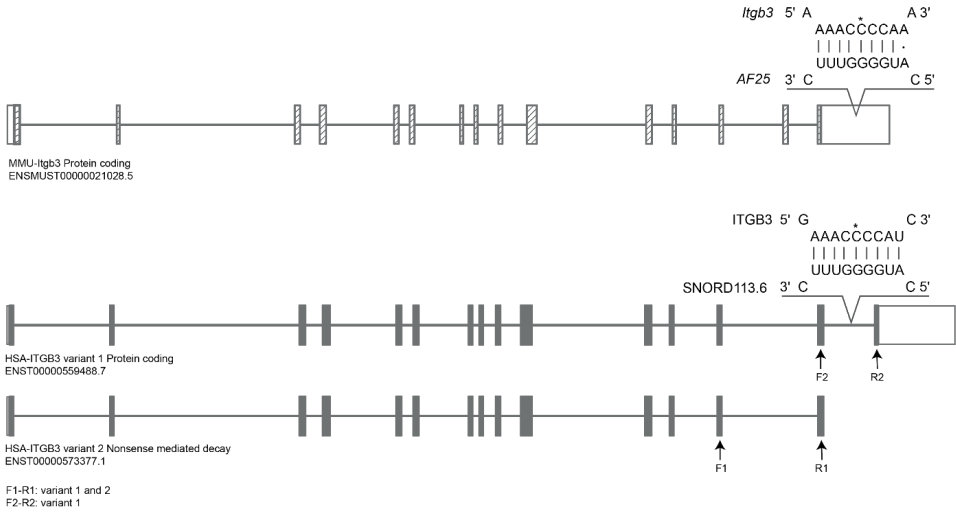 Itgb3 5' A A 3'
*
AAACCCCAA
UUUGGGGUA
AF25 3' C C 5'
MMU-Itgb3 Protein coding
ENSMUST00000021028.5
ITGB3 5' G C 3'
*
AAACCCCAU
UUUGGGGUA
SNORD113.6 3' C C 5'
HSA-ITGB3 variant 1 Protein coding
ENST00000559488.7
F2 R2
HSA-ITGB3 variant 2 Nonsense mediated decay
ENST00000573377.1
F1 R1
F1-R1: variant 1 and 2
F2-R2: variant 1